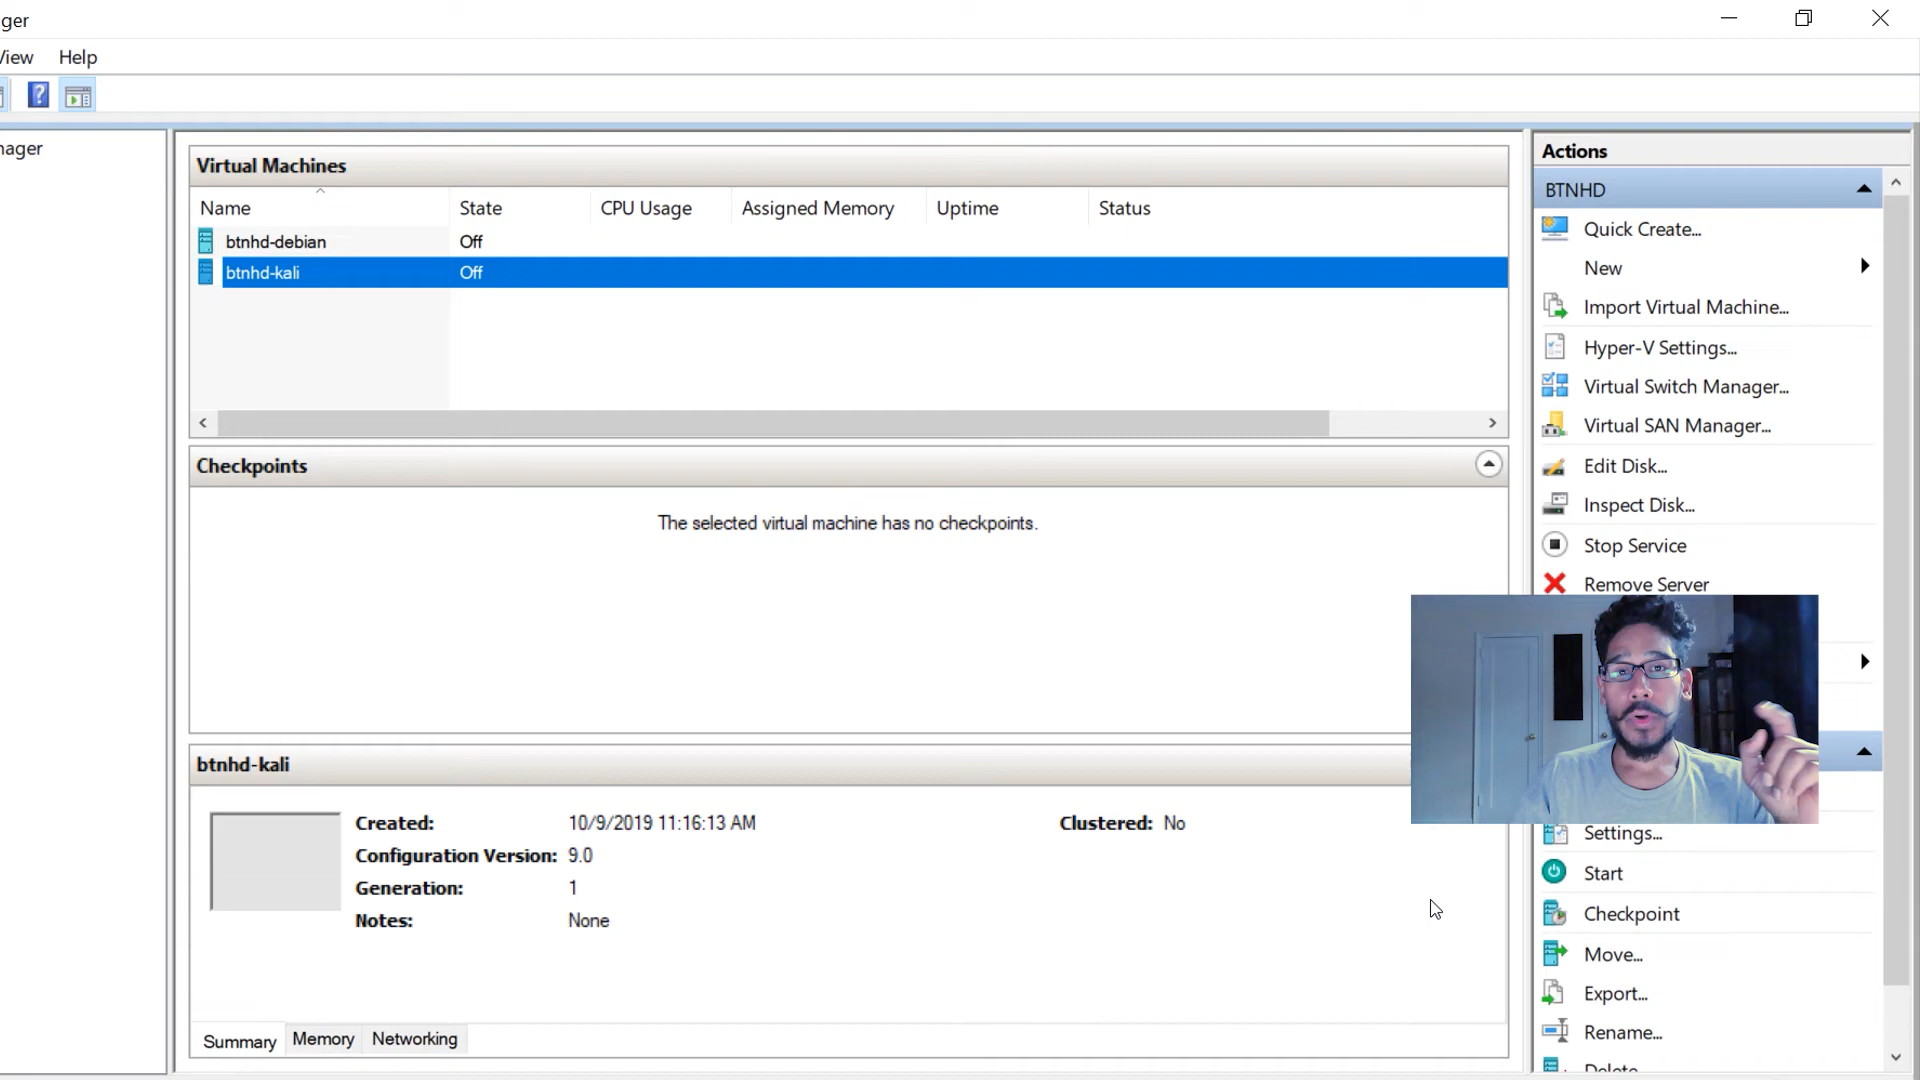 ger
View Help
nager
Virtual Machines
Name State CPU Usage Assigned Memory Uptime Status
btnhd-debian Off
btnhd-kali Off
Checkpoints
The selected virtual machine has no checkpoints.
btnhd-kali
Created: 10/9/2019 11:16:13 AM Clustered: No
Configuration Version: 9.0
Generation: 1
Notes: None
Summary Memory Networking
Actions
BTNHD
Quick Create...
New
Import Virtual Machine...
Hyper-V Settings...
Virtual Switch Manager...
Virtual SAN Manager...
Edit Disk...
Inspect Disk...
Stop Service
Remove Server
Settings...
Start
Checkpoint
Move...
Export...
Rename...
Delete...